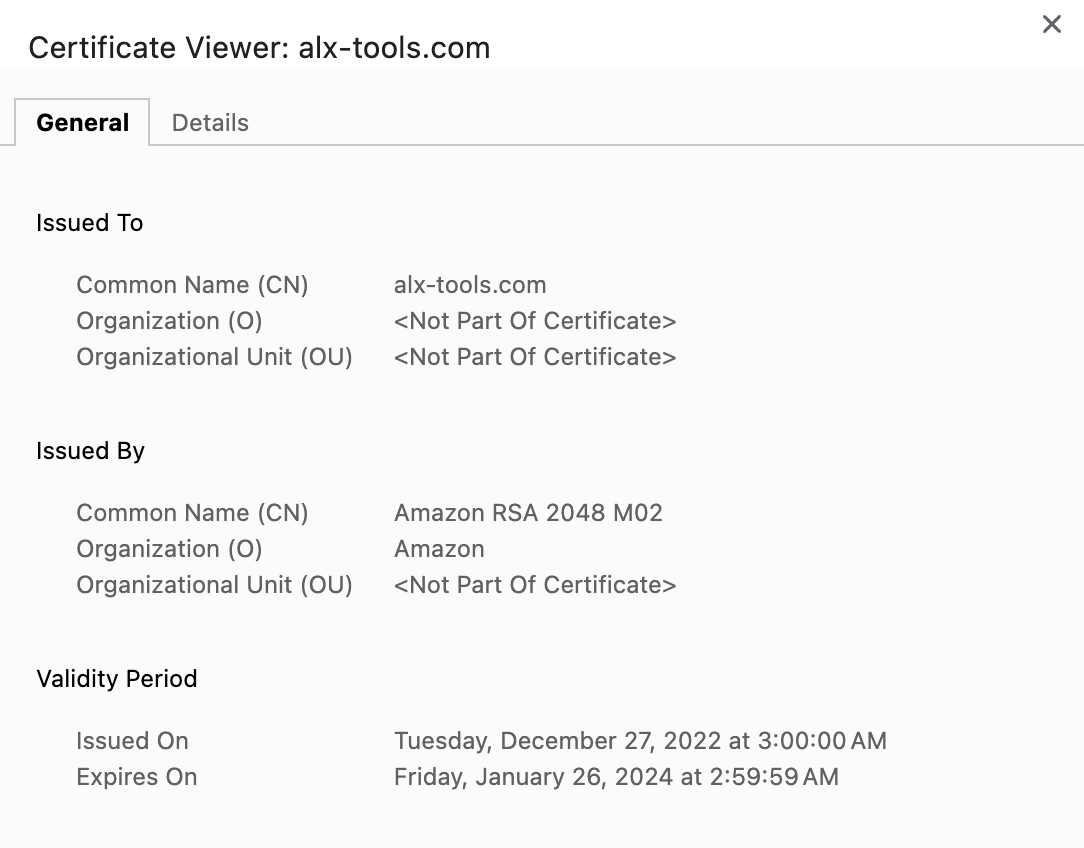 Certificate Viewer: alx-tools.com
General Details
Issued To
Common Name (CN) alx-tools.com
Organization (O) <Not Part Of Certificate>
Organizational Unit (OU) <Not Part Of Certificate>
Issued By
Common Name (CN) Amazon RSA 2048 M02
Organization (O) Amazon
Organizational Unit (OU) <Not Part Of Certificate>
Validity Period
Issued On Tuesday, December 27, 2022 at 3:00:00 AM
Expires On Friday, January 26, 2024 at 2:59:59 AM